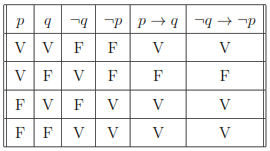 p q ¬q ¬p p → q ¬q → ¬p
V V F F V V
V F V F F F
F V F V V V
F F V V V V